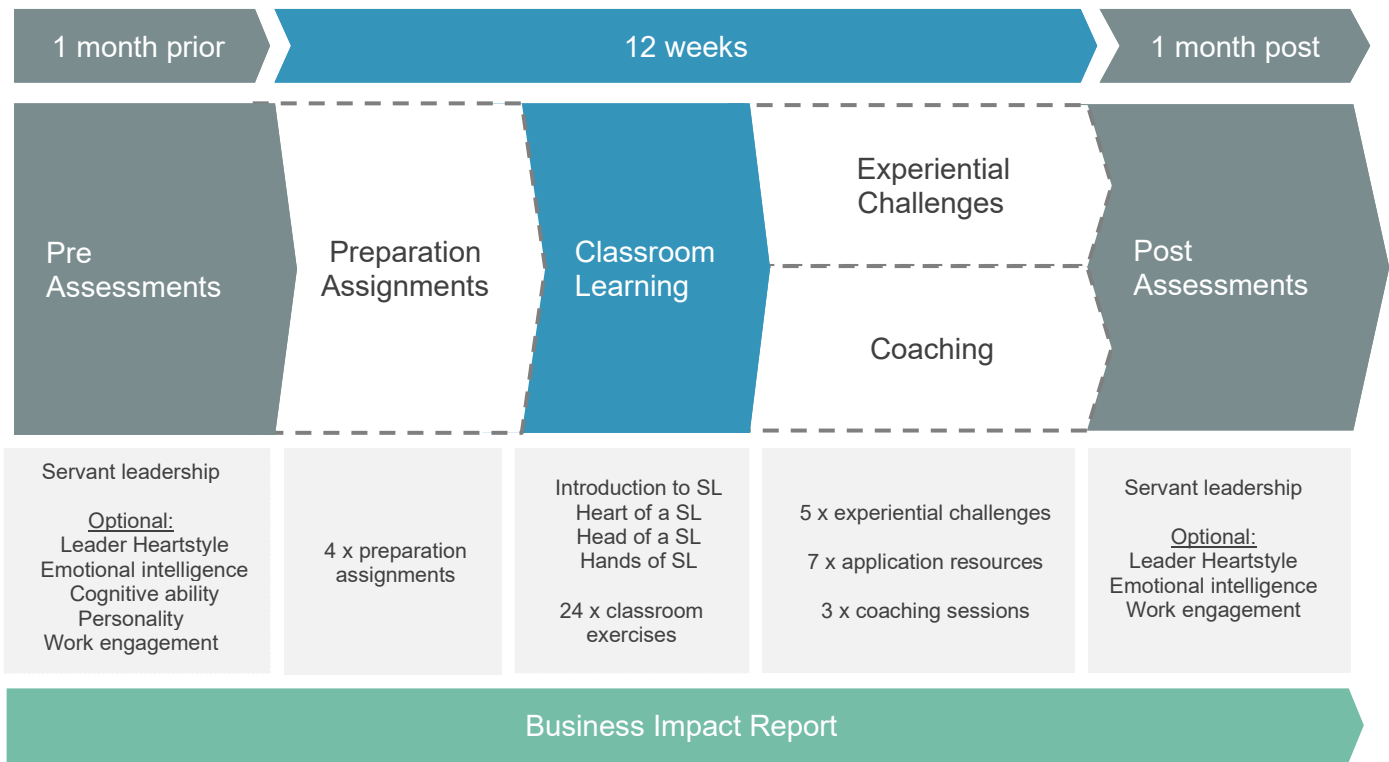 1 month prior
12 weeks
1 month post
Pre
Assessments
Preparation
Assignments
Classroom
Learning
Experiential
Challenges
Coaching
Post
Assessments
Servant leadership
Optional:
Leader Heartstyle
Emotional intelligence
Cognitive ability
Personality
Work engagement
4 x preparation
assignments
Introduction to SL
Heart of a SL
Head of a SL
Hands of SL
24 x classroom
exercises
5 x experiential challenges
7 x application resources
3 x coaching sessions
Servant leadership
Optional:
Leader Heartstyle
Emotional intelligence
Work engagement
Business Impact Report